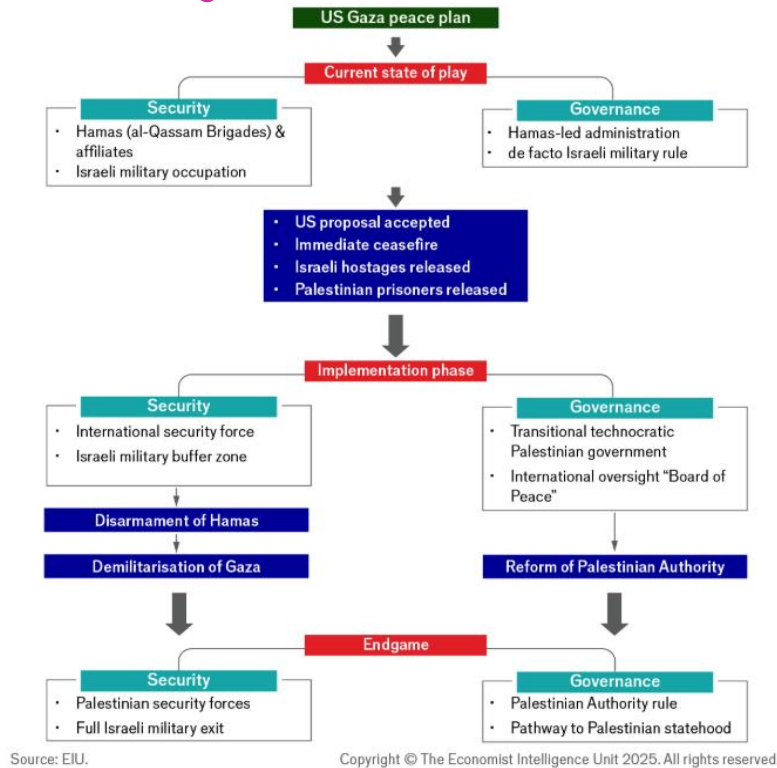 US Gaza peace plan
Current state of play
Security
· Hamas (al-Qassam Brigades) &
affiliates
· Israeli military occupation
Governance
· Hamas-led administration
· de facto Israeli military rule
· US proposal accepted
· Immediate ceasefire
· Israeli hostages released
· Palestinian prisoners released
Implementation phase
Security
· International security force
· Israeli military buffer zone
Disarmament of Hamas
Demilitarisation of Gaza
Governance
· Transitional technocratic
Palestinian government
· International oversight “Board of
Peace”
Reform of Palestinian Authority
Endgame
Security
· Palestinian security forces
· Full Israeli military exit
Governance
· Palestinian Authority rule
· Pathway to Palestinian statehood
Source: EIU.
Copyright © The Economist Intelligence Unit 2025. All rights reserved